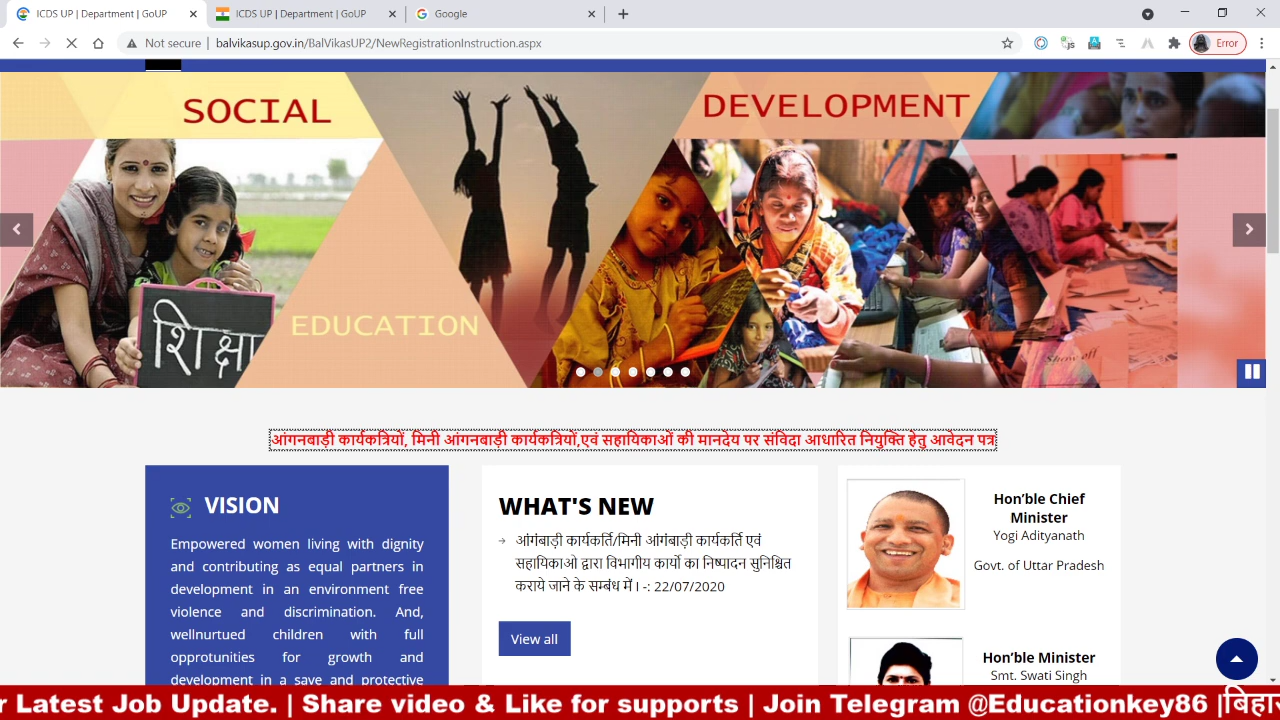 ICDS UP | Department | GoUP
ICDS UP | Department | GoUP
Google
Not secure | balvikasup.gov.in/BalVikasUP2/NewRegistrationInstruction.aspx
Error
SOCIAL
DEVELOPMENT
EDUCATION
शिक्षा
Show off
आंगनबाड़ी कार्यकत्रियों, मिनी आंगनबाड़ी कार्यकत्रियों,एवं सहायिकाओं की मानदेय पर संविदा आधारित नियुक्ति हेतु आवेदन पत्र
VISION
Empowered women living with dignity
and contributing as equal partners in
development in an environment free
violence and discrimination. And,
wellnurtued children with full
opprotunities for growth and
development in a save and protective
WHAT'S NEW
आंगंबाड़ी कार्यकर्ति/मिनी आंगंबाड़ी कार्यकर्ति एवं
सहायिकाओ द्वारा विभागीय कार्यो का निष्पादन सुनिश्चित
कराये जाने के सम्बंध में । -: 22/07/2020
View all
Hon'ble Chief
Minister
Yogi Adityanath
Govt. of Uttar Pradesh
Hon'ble Minister
Smt. Swati Singh
r Latest Job Update. | Share video & Like for supports | Join Telegram @Educationkey86 |बिहार